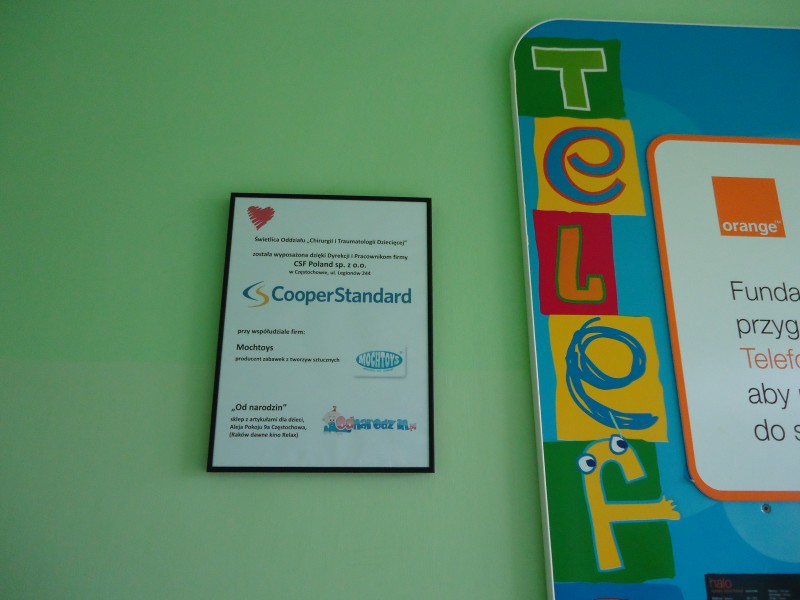 Świetlica Oddziału „Chirurgii i Traumatologii Dziecięcej"
została wyposażona dzięki Dyrekcji i Pracownikom firmy
CSF Poland sp. z o.o.
w Częstochowie, ul. Legionów 244
CooperStandard
przy współudziale firm:
Mochtoys
producent zabawek z tworzyw sztucznych
MOCHTOYS
„Od narodzin"
sklep z artykułami dla dzieci,
Aleja Pokoju 9a Częstochowa,
(Raków dawne kino Relax)
T
e
L
e
F
orange™
Funda
przyg
Telefo
aby
do s
halo